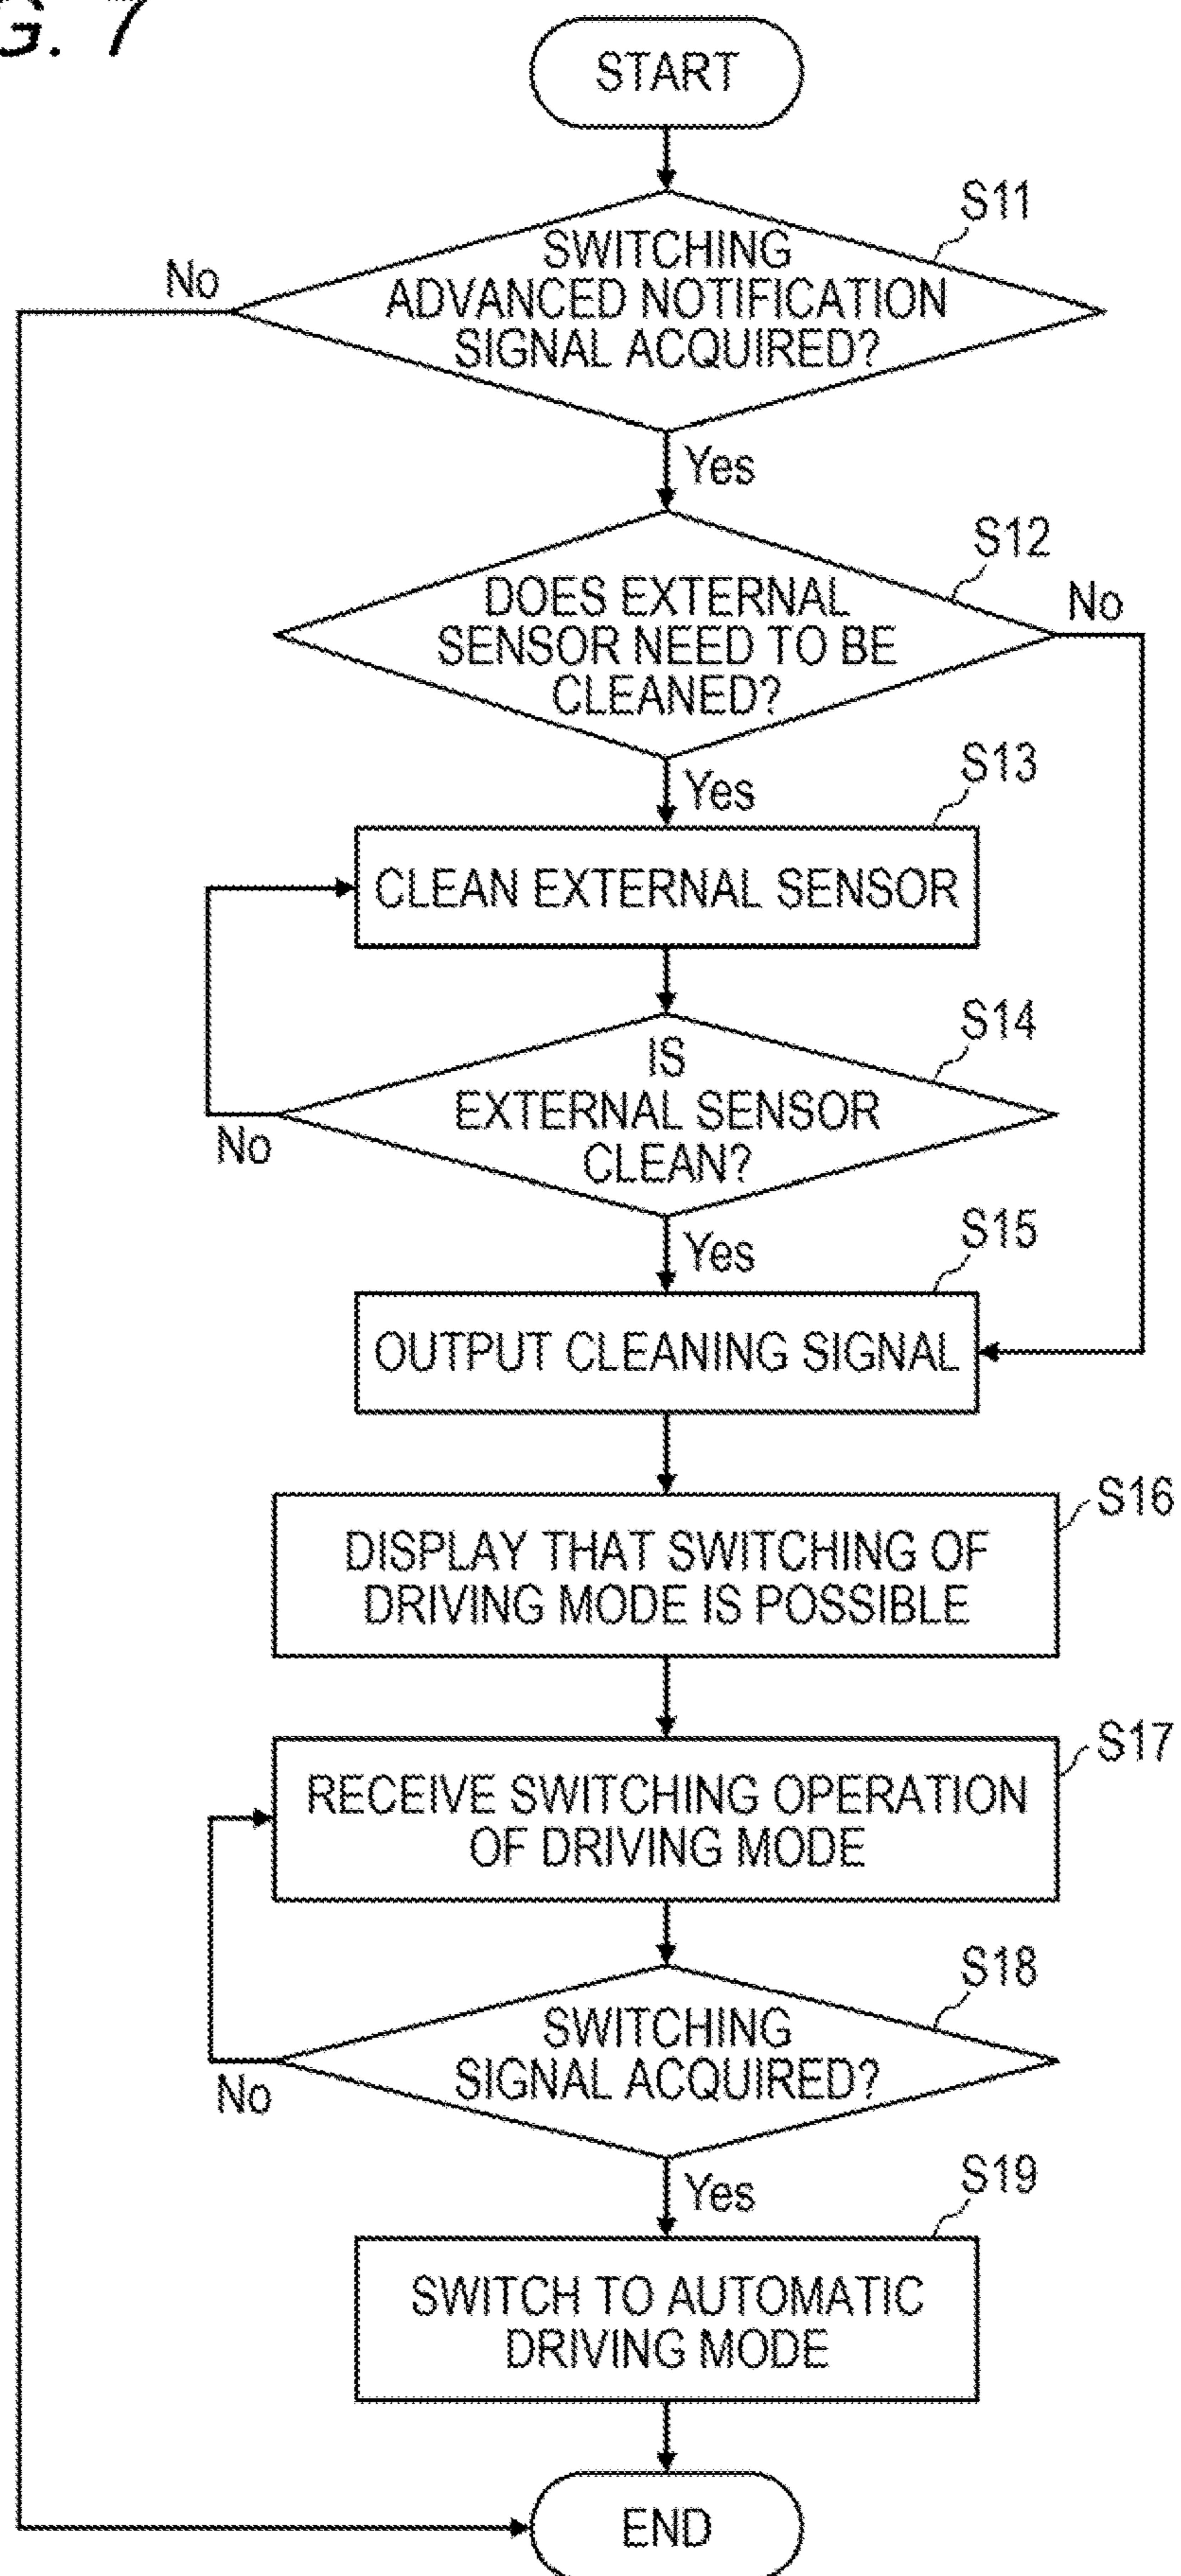 G. 7
START
S11
SWITCHING
ADVANCED NOTIFICATION
SIGNAL ACQUIRED?
No
Yes
S12
DOES EXTERNAL
SENSOR NEED TO BE
CLEANED?
No
Yes
S13
CLEAN EXTERNAL SENSOR
S14
IS
EXTERNAL SENSOR
CLEAN?
No
Yes
S15
OUTPUT CLEANING SIGNAL
S16
DISPLAY THAT SWITCHING OF
DRIVING MODE IS POSSIBLE
S17
RECEIVE SWITCHING OPERATION
OF DRIVING MODE
S18
SWITCHING
SIGNAL ACQUIRED?
No
Yes
S19
SWITCH TO AUTOMATIC
DRIVING MODE
END